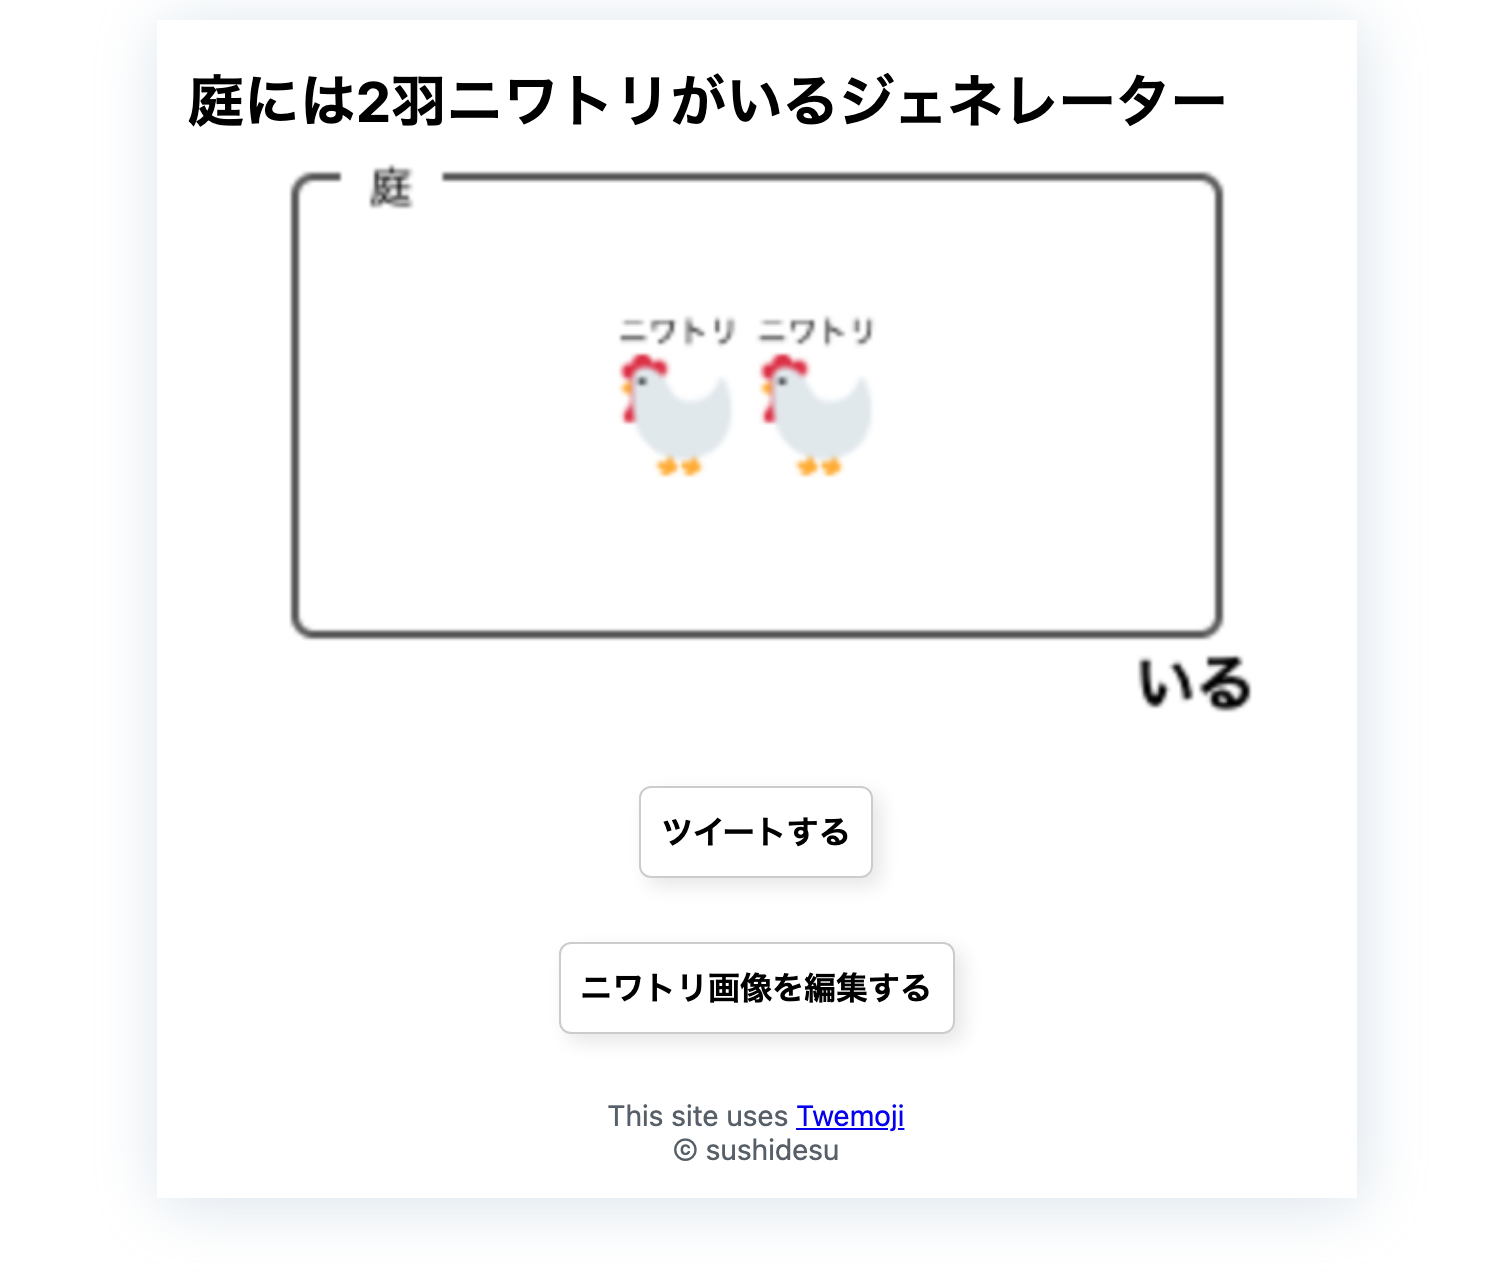 庭には2羽ニワトリがいるジェネレーター
庭
ニワトリ ニワトリ
いる
ツイートする
ニワトリ画像を編集する
This site uses Twemoji
© sushidesu